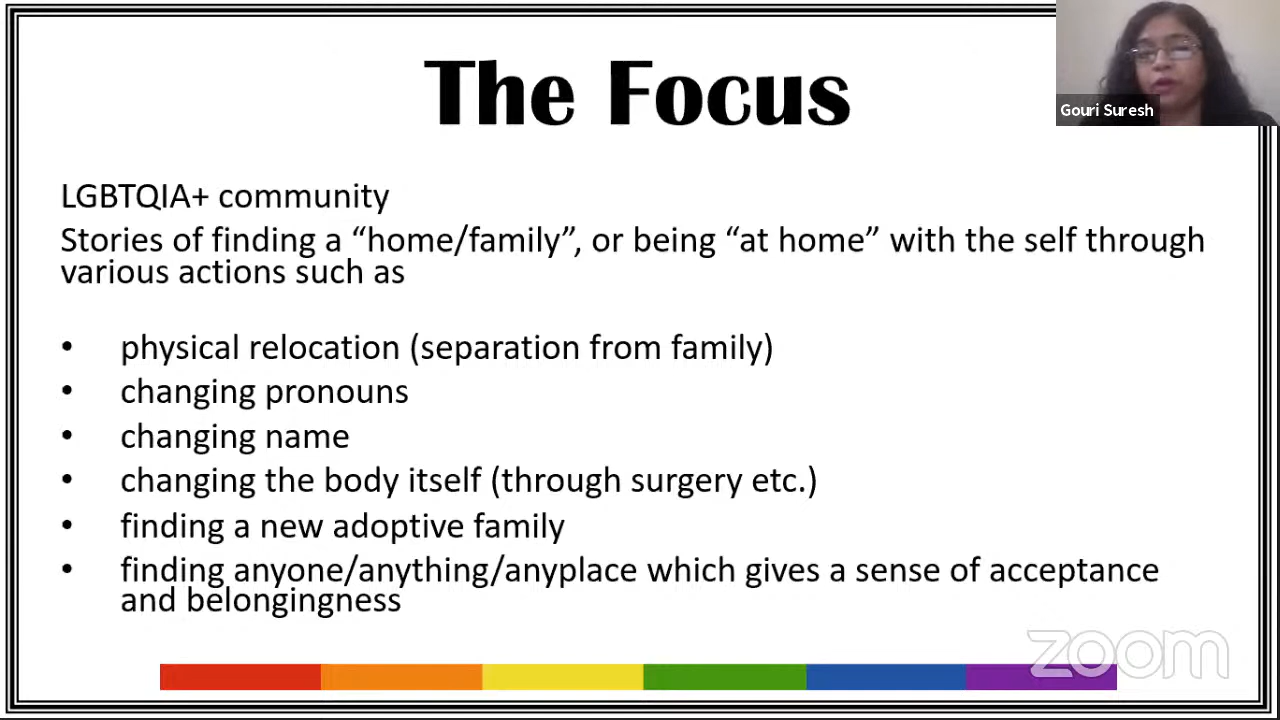 The Focus
Gouri Suresh
LGBTQIA+ community
Stories of finding a “home/family”, or being “at home” with the self through
various actions such as
• physical relocation (separation from family)
• changing pronouns
• changing name
• changing the body itself (through surgery etc.)
• finding a new adoptive family
• finding anyone/anything/anyplace which gives a sense of acceptance
and belongingness
zoom